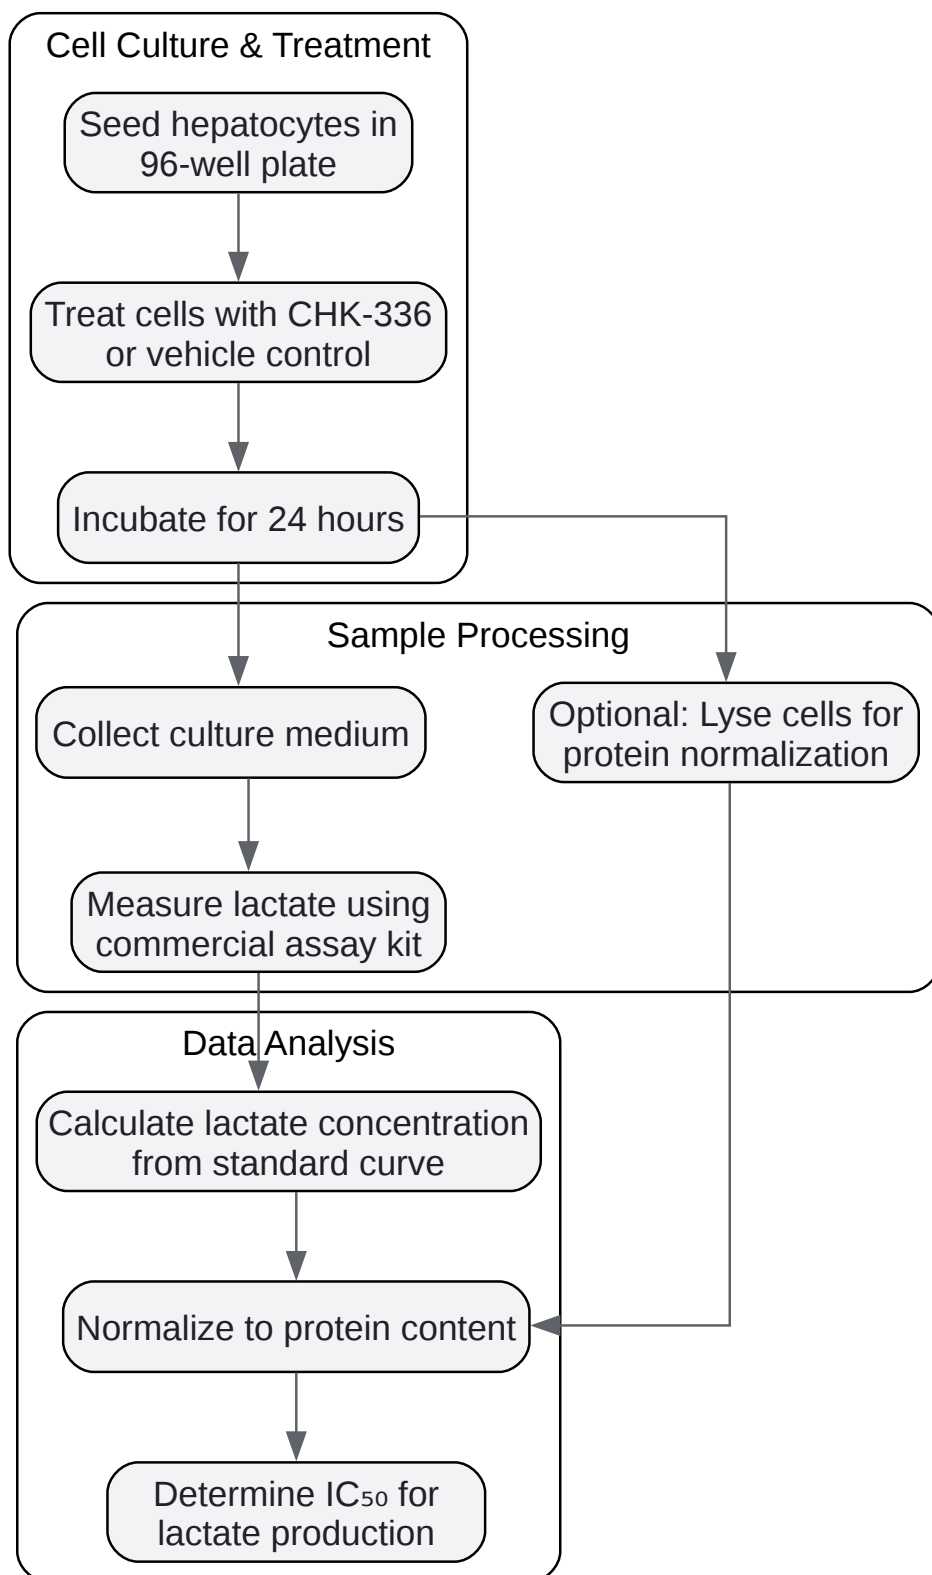 Cell Culture & Treatment
Seed hepatocytes in
96-well plate
Treat cells with CHK-336
or vehicle control
Incubate for 24 hours
Sample Processing
Collect culture medium
Optional: Lyse cells for
protein normalization
Measure lactate using
commercial assay kit
Data Analysis
Calculate lactate concentration
from standard curve
Normalize to protein content
Determine IC₅₀ for
lactate production